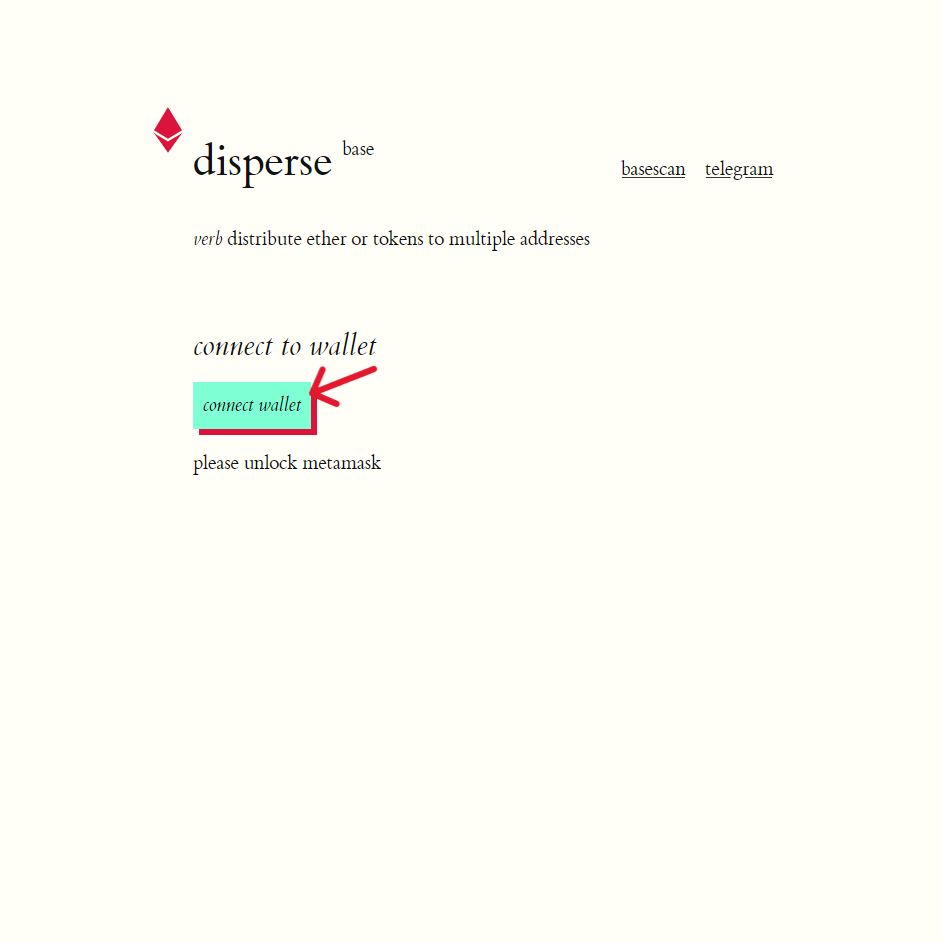 disperse base
basescan telegram
verb distribute ether or tokens to multiple addresses
connect to wallet
connect wallet
please unlock metamask